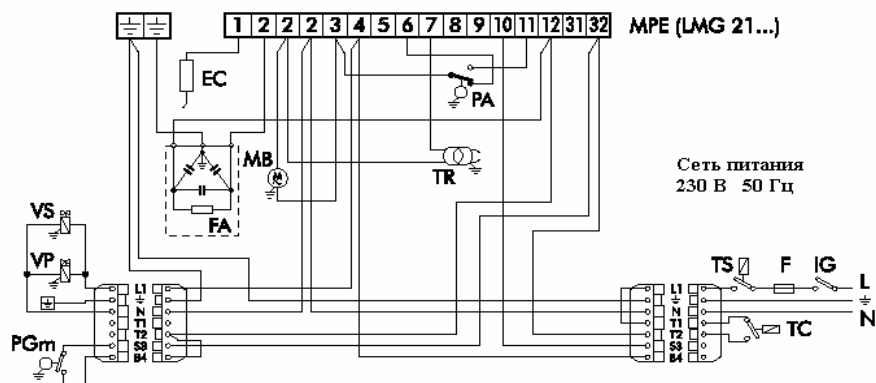 1 2 2 2 3 4 5 6 7 8 9 10 11 12 31 32 MPE (LMG 21...)
EC
PA
MB
TR
FA
Сеть питания
230 В 50 Гц
VS
VP
TS F IG L
N
TC
L1
N
T1
T2
S3
B4
L1
N
T1
T2
S3
B4
PGm